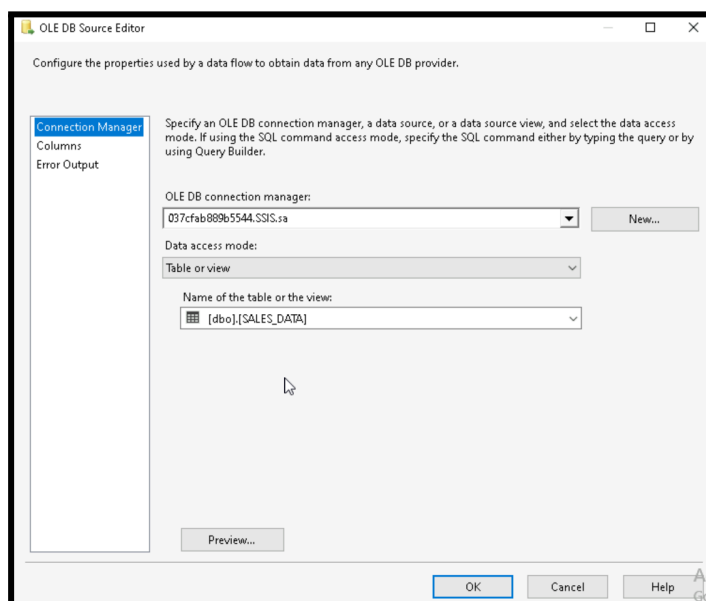 OLE DB Source Editor
Configure the properties used by a data flow to obtain data from any OLE DB provider.
Connection Manager
Columns
Error Output
Specify an OLE DB connection manager, a data source, or a data source view, and select the data access
mode. If using the SQL command access mode, specify the SQL command either by typing the query or by
using Query Builder.
OLE DB connection manager:
037cfab889b5544.SSIS.sa
New...
Data access mode:
Table or view
Name of the table or the view:
[dbo].[SALES_DATA]
Preview...
OK
Cancel
Help